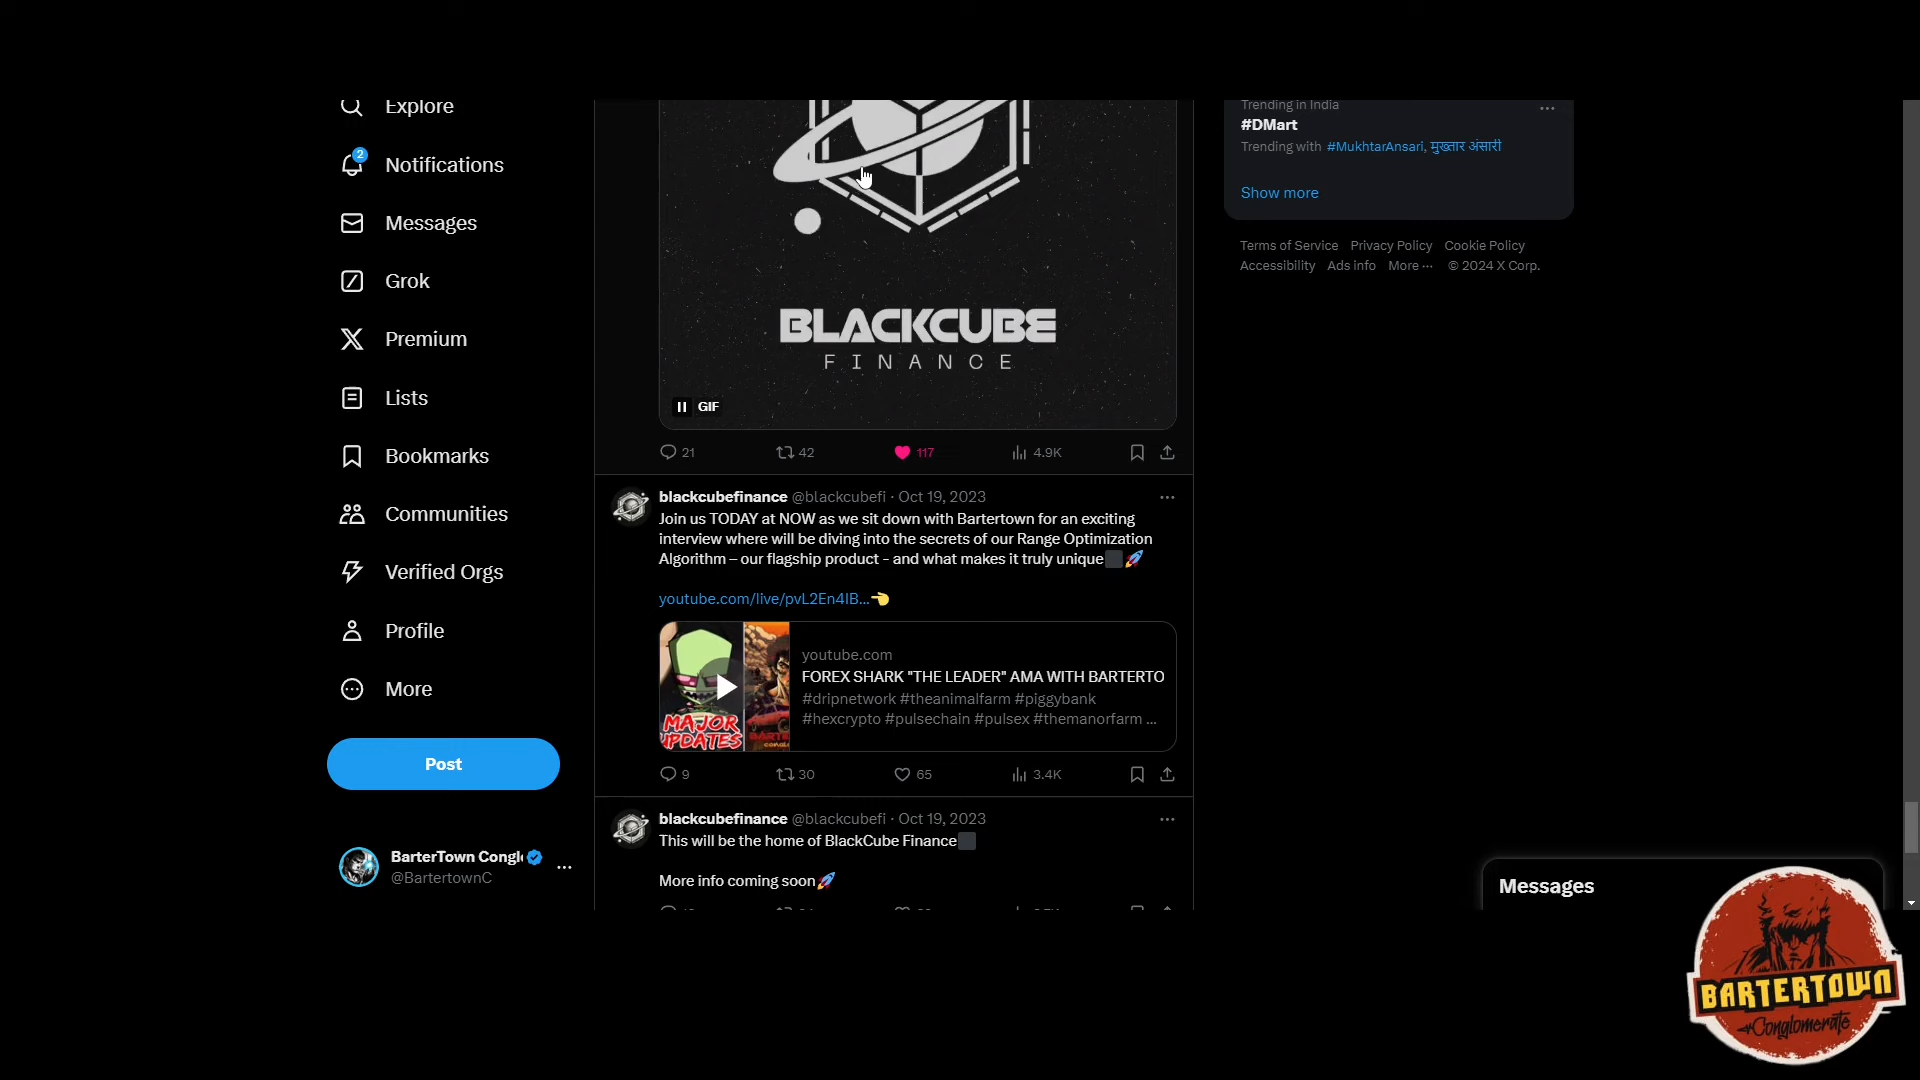 Explore
2
Notifications
Messages
Grok
Premium
Lists
Bookmarks
Communities
Verified Orgs
Profile
More
Post
BarterTown Congl
@BartertownC
BLACKCUBE
FINANCE
GIF
21 42 117 4.9K
blackcubefinance @blackcubefi · Oct 19, 2023
Join us TODAY at NOW as we sit down with Bartertown for an exciting
interview where will be diving into the secrets of our Range Optimization
Algorithm – our flagship product - and what makes it truly unique
youtube.com/live/pvL2En4IB...
MAJOR
UPDATES
youtube.com
FOREX SHARK "THE LEADER" AMA WITH BARTERTO
#dripnetwork #theanimalfarm #piggybank
#hexcrypto #pulsechain #pulsex #themanorfarm ...
9 30 65 3.4K
blackcubefinance @blackcubefi · Oct 19, 2023
This will be the home of BlackCube Finance
More info coming soon
Trending in India
#DMart
Trending with #MukhtarAnsari, मुख्तार अंसारी
Show more
Terms of Service Privacy Policy Cookie Policy
Accessibility Ads info More ··· © 2024 X Corp.
Messages
BARTERTOWN
Conglomerate